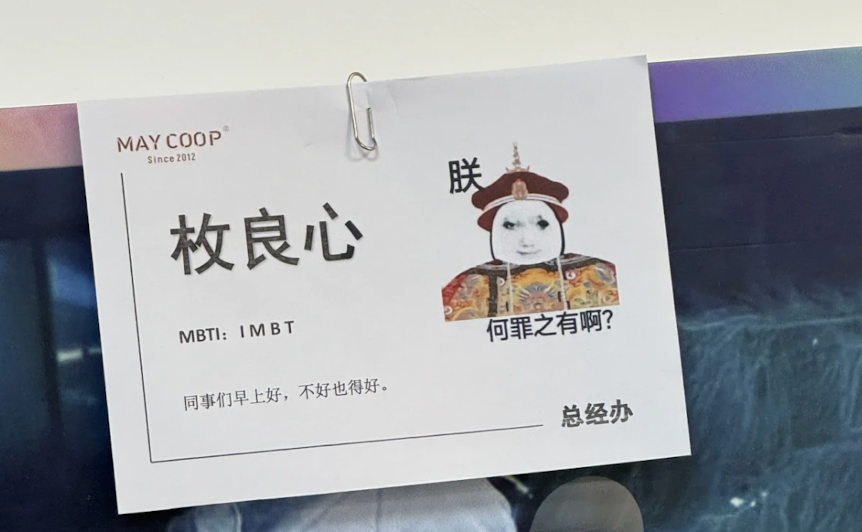 MAY COOP®
Since 2012
朕
枚良心
何罪之有啊?
MBTI: I M B T
同事们早上好，不好也得好。
总经办